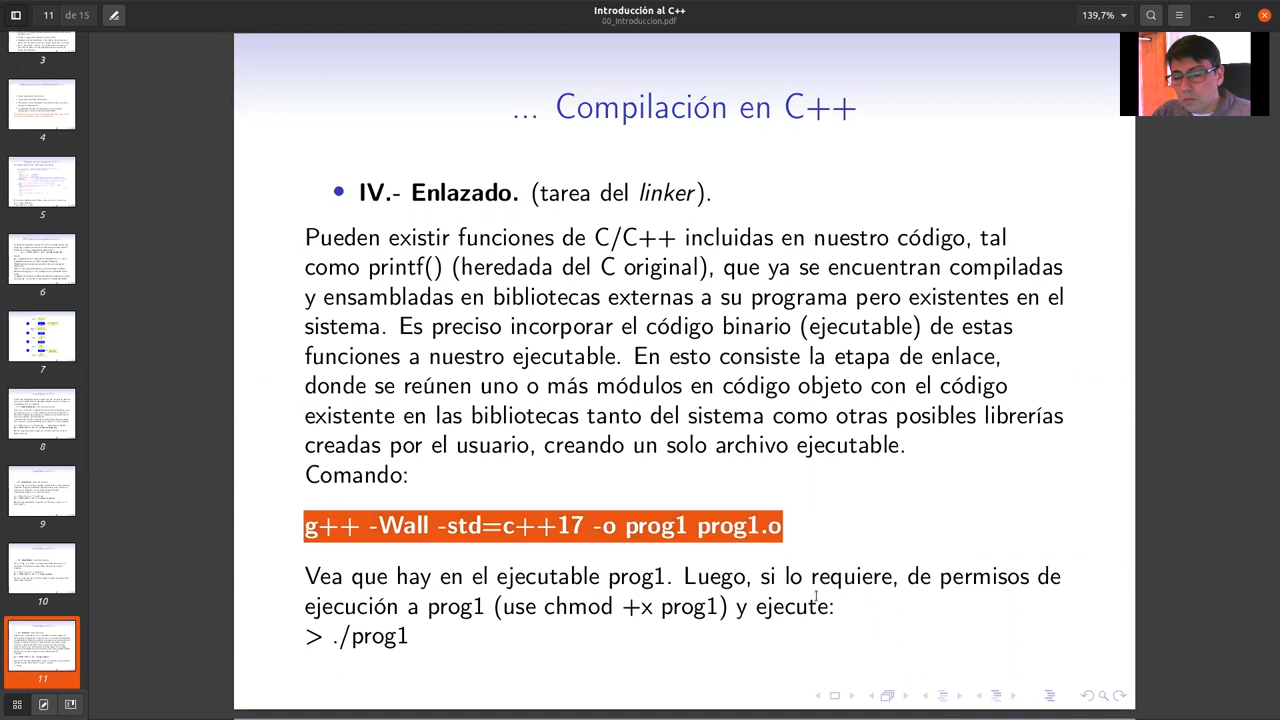 11 de 15
Introducción al C++
00_Introduccion.pdf
139,7%
... Compilación en C++
• IV.- Enlazado. (tarea del linker).
Pueden existir funciones de C/C++ incluidas en nuestro código, tal
como printf() (heredada del C original), que ya se encuentran compiladas
y ensambladas en bibliotecas externas a su programa pero existentes en el
sistema. Es preciso incorporar el código binario (ejecutable) de estas
funciones a nuestro ejecutable. En esto consiste la etapa de enlace,
donde se reúnen uno o más módulos en código objeto con el código
existente en las bibliotecas tanto del sistema como otras posibles librerías
creadas por el usuario, creando un solo archivo ejecutable.
Comando:
g++ -Wall -std=c++17 -o prog1 prog1.o
Vea que hay en el ejecutable prog1. Luego, si lo requiere, de permisos de
ejecución a prog1 (use chmod +x prog1) y ejecute:
> ./prog1
3
4
5
6
7
8
9
10
11